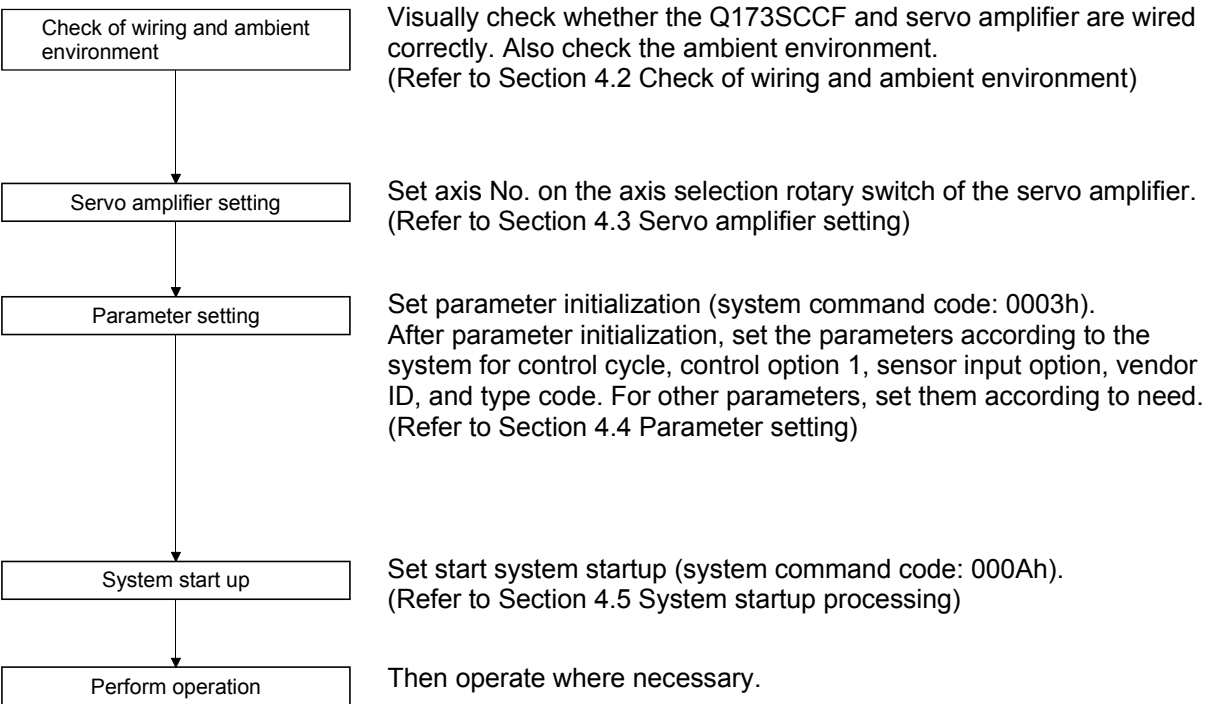 Check of wiring and ambient
environment
Visually check whether the Q173SCCF and servo amplifier are wired
correctly. Also check the ambient environment.
(Refer to Section 4.2 Check of wiring and ambient environment)
Servo amplifier setting
Set axis No. on the axis selection rotary switch of the servo amplifier.
(Refer to Section 4.3 Servo amplifier setting)
Parameter setting
Set parameter initialization (system command code: 0003h).
After parameter initialization, set the parameters according to the
system for control cycle, control option 1, sensor input option, vendor
ID, and type code. For other parameters, set them according to need.
(Refer to Section 4.4 Parameter setting)
System start up
Set start system startup (system command code: 000Ah).
(Refer to Section 4.5 System startup processing)
Perform operation
Then operate where necessary.